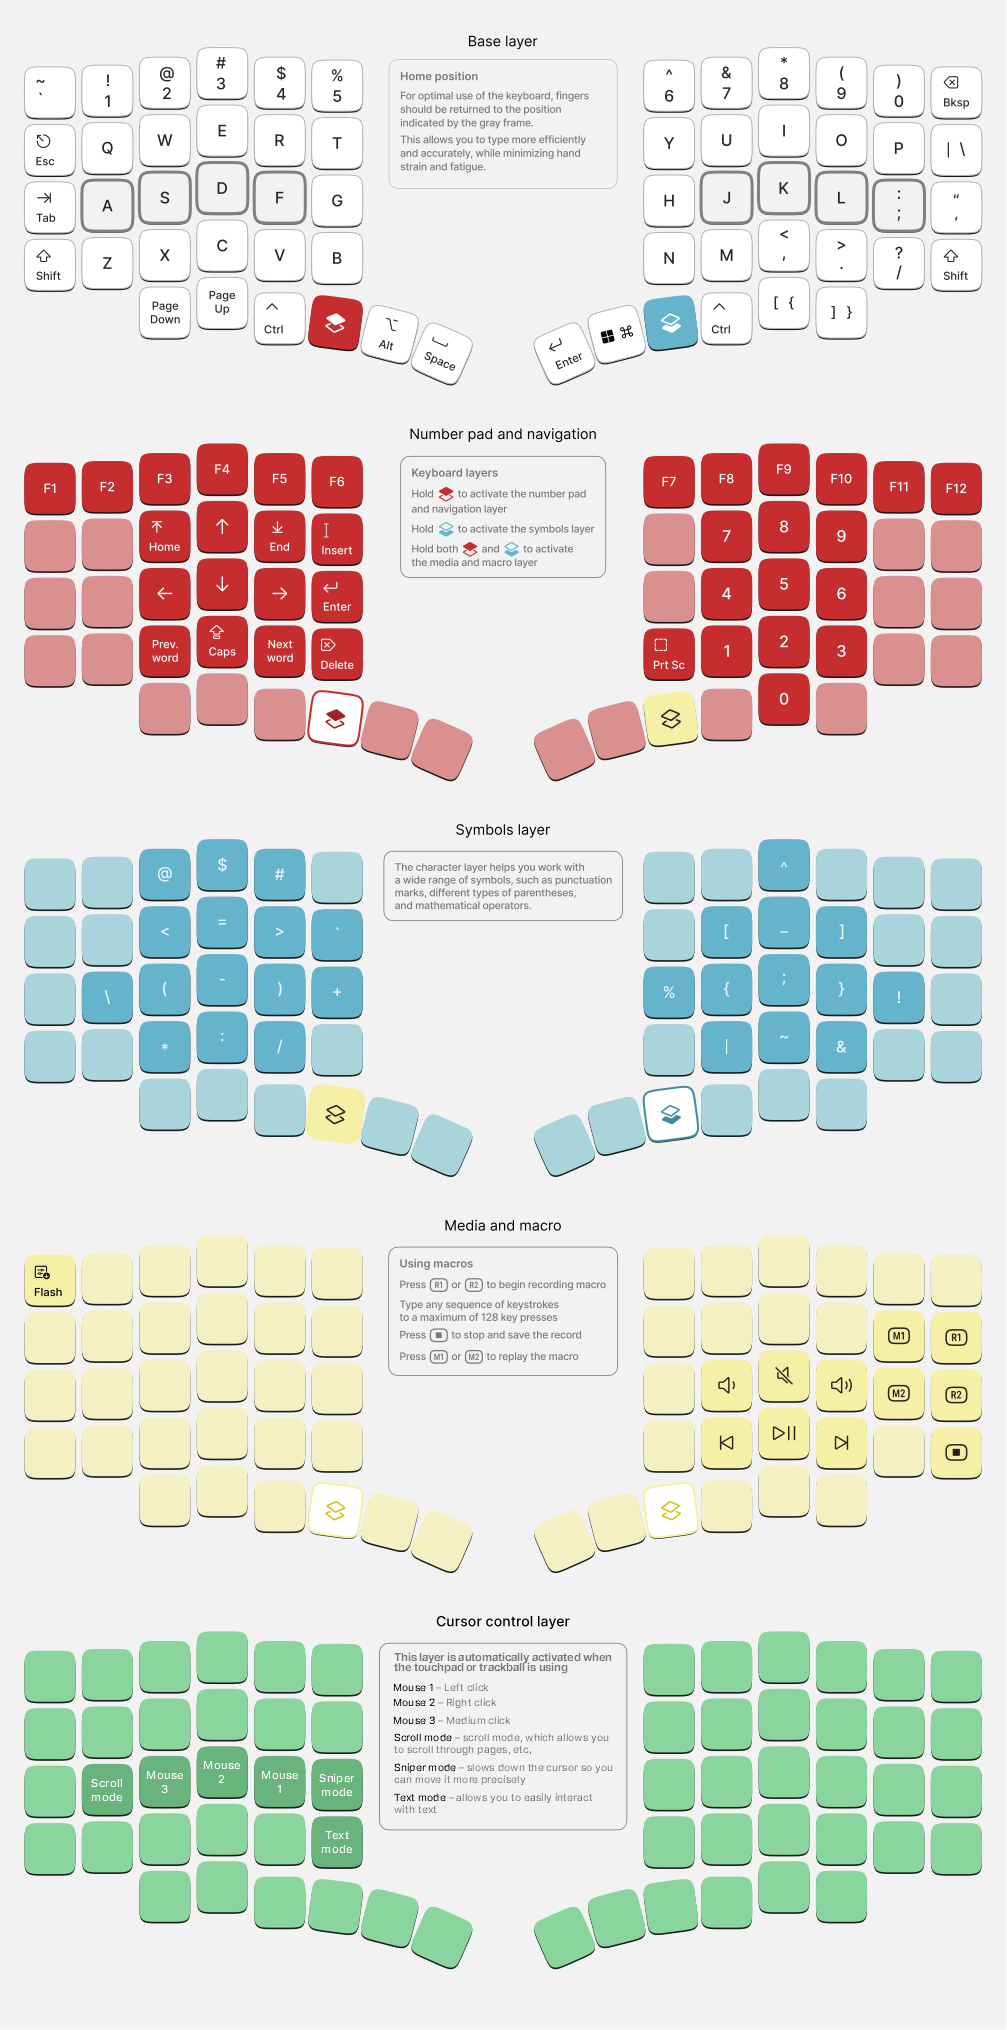 Base layer
~ ! @ # $ % ^ & * ( )
` 1 2 3 4 5 6 7 8 9 0 Bksp
Home position
For optimal use of the keyboard, fingers
should be returned to the position
indicated by the gray frame.
This allows you to type more efficiently
and accurately, while minimizing hand
strain and fatigue.
Esc Q W E R T Y U I O P | \
Tab A S D F G H J K L : ; “ ‘
Shift Z X C V B N M < , > . ? / Shift
Page
Down
Page
Up
Ctrl
Alt
Space
Enter
Ctrl
[ {
] }
Number pad and navigation
F1 F2 F3 F4 F5 F6 F7 F8 F9 F10 F11 F12
Keyboard layers
Hold to activate the number pad
and navigation layer
Hold to activate the symbols layer
Hold both and to activate
the media and macro layer
Home ↑ End Insert 7 8 9
← ↓ → Enter 4 5 6
Prev.
word
Caps
Next
word
Delete
Prt Sc
1 2 3
0
Symbols layer
@ $ # ^
The character layer helps you work with
a wide range of symbols, such as punctuation
marks, different types of parentheses,
and mathematical operators.
< = > ` [ _ ]
\ ( - ) + % { ; } !
* : / | ~ &
Media and macro
Flash
Using macros
Press R1 or R2 to begin recording macro
Type any sequence of keystrokes
to a maximum of 128 key presses
Press to stop and save the record
Press M1 or M2 to replay the macro
M1 R1
M2 R2
Cursor control layer
This layer is automatically activated when
the touchpad or trackball is using
Mouse 1 – Left click
Mouse 2 – Right click
Mouse 3 – Medium click
Scroll mode – scroll mode, which allows you
to scroll through pages, etc.
Sniper mode – slows down the cursor so you
can move it more precisely
Text mode – allows you to easily interact
with text
Scroll
mode
Mouse
3
Mouse
2
Mouse
1
Sniper
mode
Text
mode